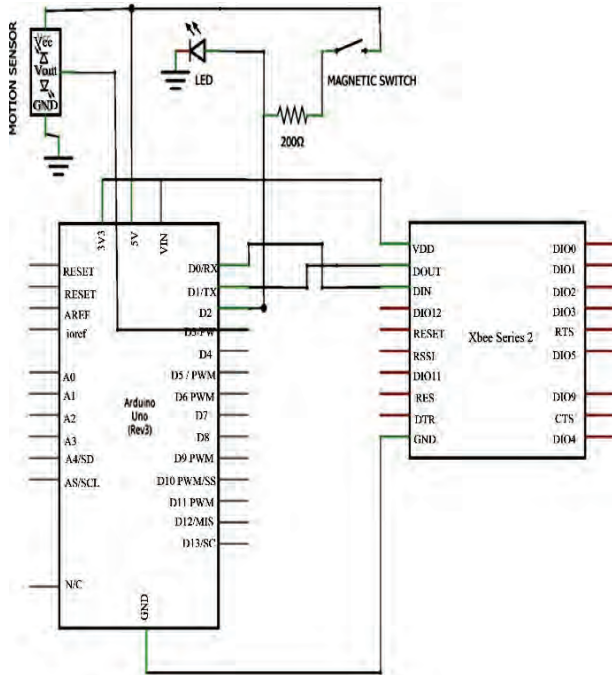 MOTION SENSOR
Vcc
Vout
GND
LED
MAGNETIC SWITCH
200Ω
3V3
5V
VIN
RESET
RESET
AREF
ioref
A0
A1
A2
A3
A4/SD
A5/SCL
N/C
Arduino
Uno
(Rev3)
D0/RX
D1/TX
D2
D3/PW
D4
D5 / PWM
D6 PWM
D7
D8
D9 PWM
D10 PWM/SS
D11 PWM
D12/MIS
D13/SC
GND
VDD
DOUT
DIN
DIO12
RESET
RSSI
DIO11
RES
DTR
GND
Xbee Series 2
DIO0
DIO1
DIO2
DIO3
RTS
DIO5
DIO9
CTS
DIO4